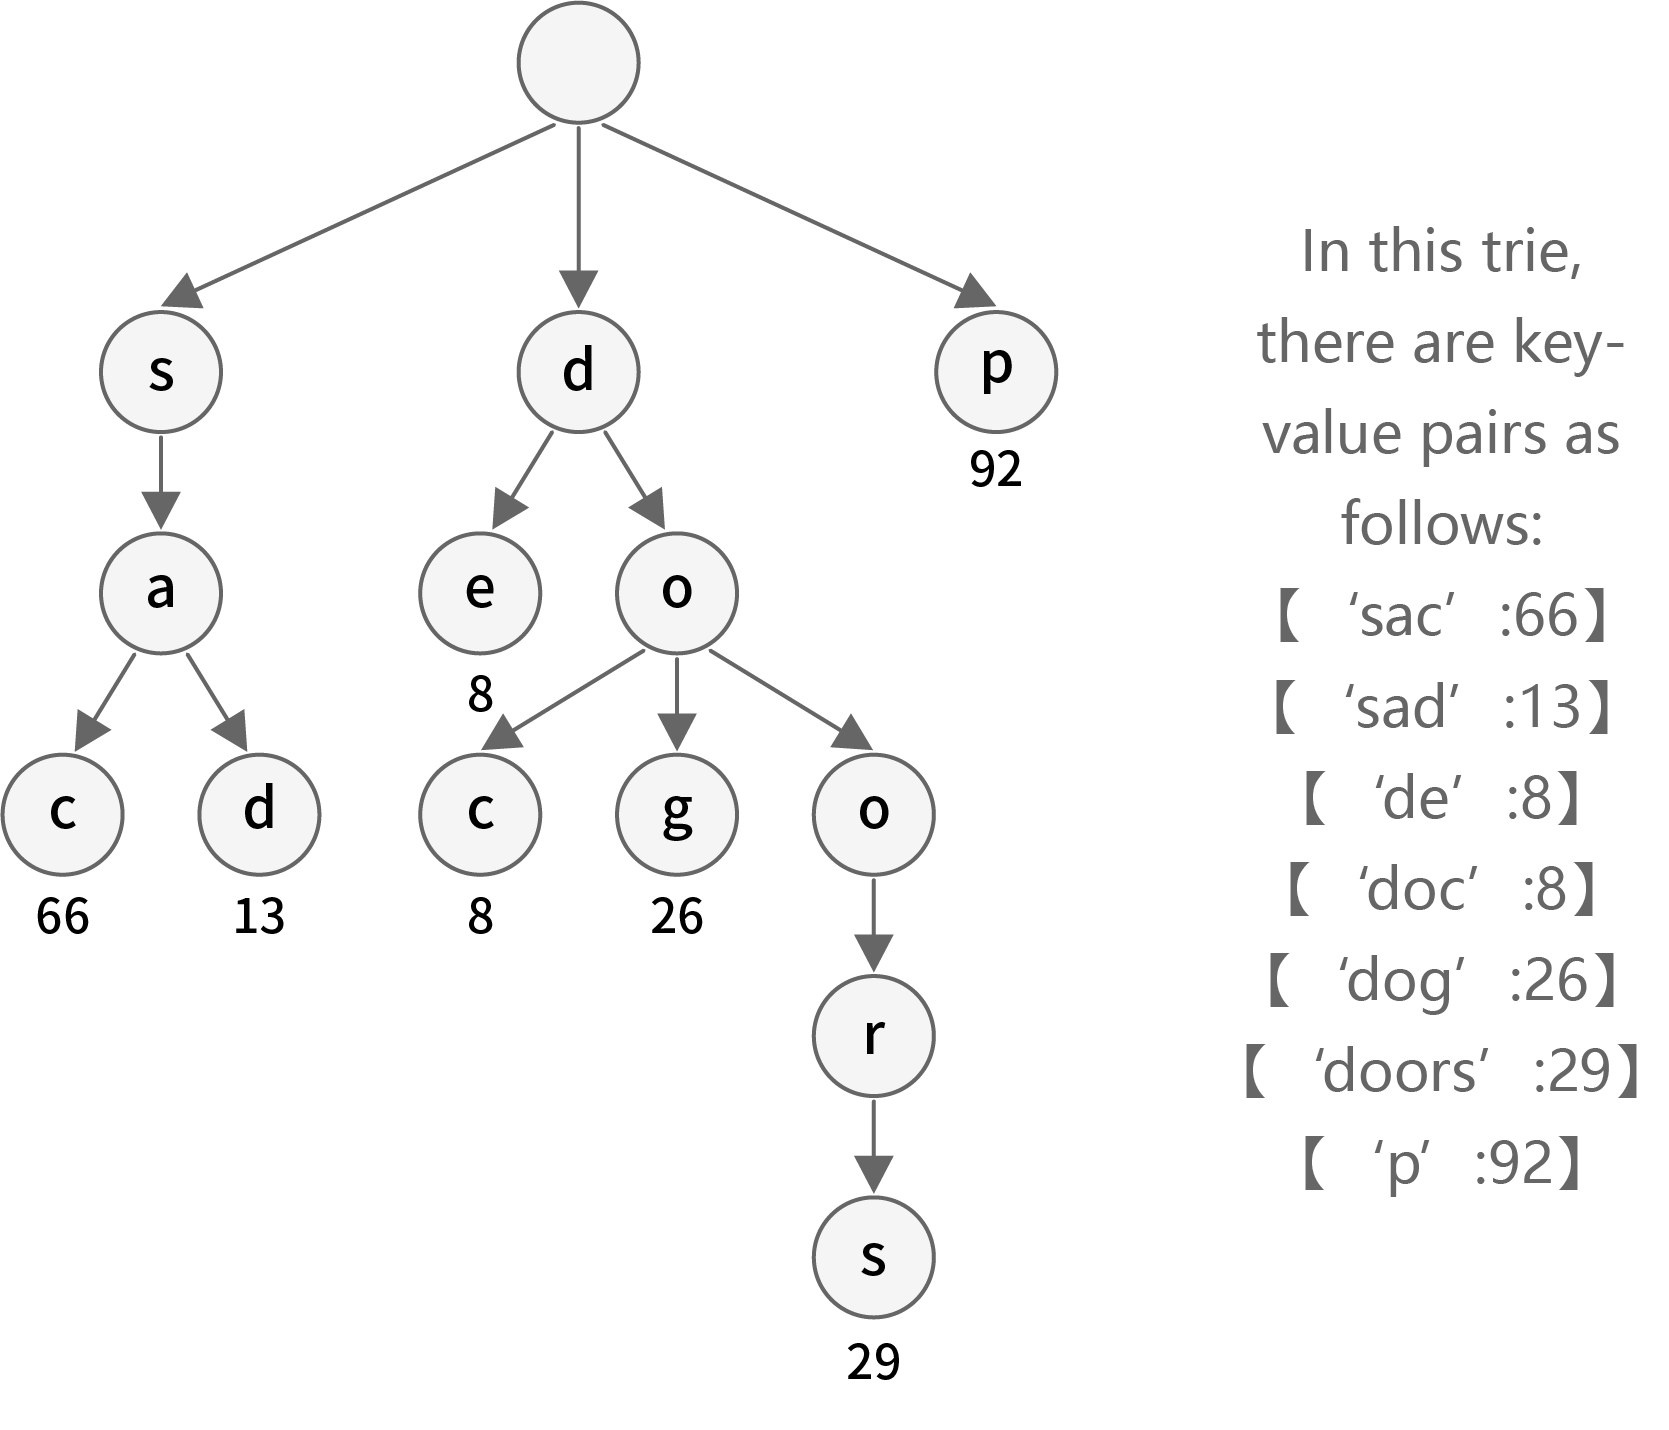 s
d
p
92
a
e
o
8
c
d
c
g
o
66
13
8
26
r
s
29
In this trie,
there are key-
value pairs as
follows:
【 ‘sac’ :66】
【 ‘sad’ :13】
【 ‘de’ :8】
【 ‘doc’ :8】
【 ‘dog’ :26】
【 ‘doors’ :29】
【 ‘p’ :92】